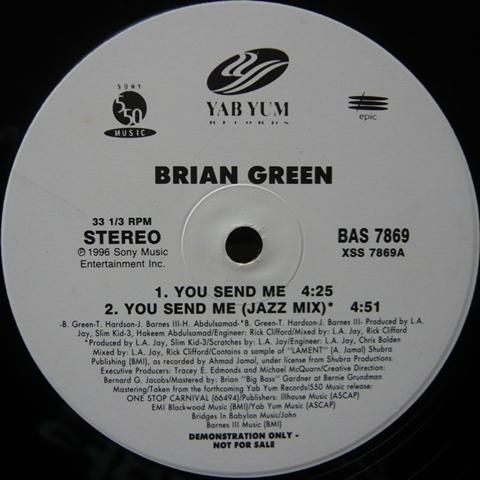 SONY
550
MUSIC
YAB YUM
RECORDS
epic
BRIAN GREEN
33 1/3 RPM
STEREO
℗ 1996 Sony Music
Entertainment Inc.
BAS 7869
XSS 7869A
1. YOU SEND ME 4:25
2. YOU SEND ME (JAZZ MIX)* 4:51
-B. Green-T. Hardson-J. Barnes III-H. Abdulsamad- *B. Green-T. Hardson-J. Barnes III- Produced by L.A.
Jay, Slim Kid-3, Hakeem Abdulsamad/Engineer: Rick Clifford/Mixed by: L.A. Jay, Rick Clifford
*Produced by L.A. Jay, Slim Kid-3/Scratches by: L.A. Jay/Engineer: L.A. Jay, Chris Bolden
Mixed by: L.A. Jay, Rick Clifford/Contains a sample of "LAMENT" (A. Jamal) Shubra
Publishing (BMI), as recorded by Ahmad Jamal, under license from Shubra Productions.
Executive Producers: Tracey E. Edmonds and Michael McQuarn/Creative Direction:
Bernard G. Jacobs/Mastered by: Brian "Big Bass" Gardner at Bernie Grundman
Mastering/Taken from the forthcoming Yab Yum Records/550 Music release:
ONE STOP CARNIVAL (66494)/Publishers: Illhouse Music (ASCAP)
EMI Blackwood Music (BMI)/Yab Yum Music (ASCAP)
Bridges In Babylon Music/John
Barnes III Music (BMI)
DEMONSTRATION ONLY -
NOT FOR SALE